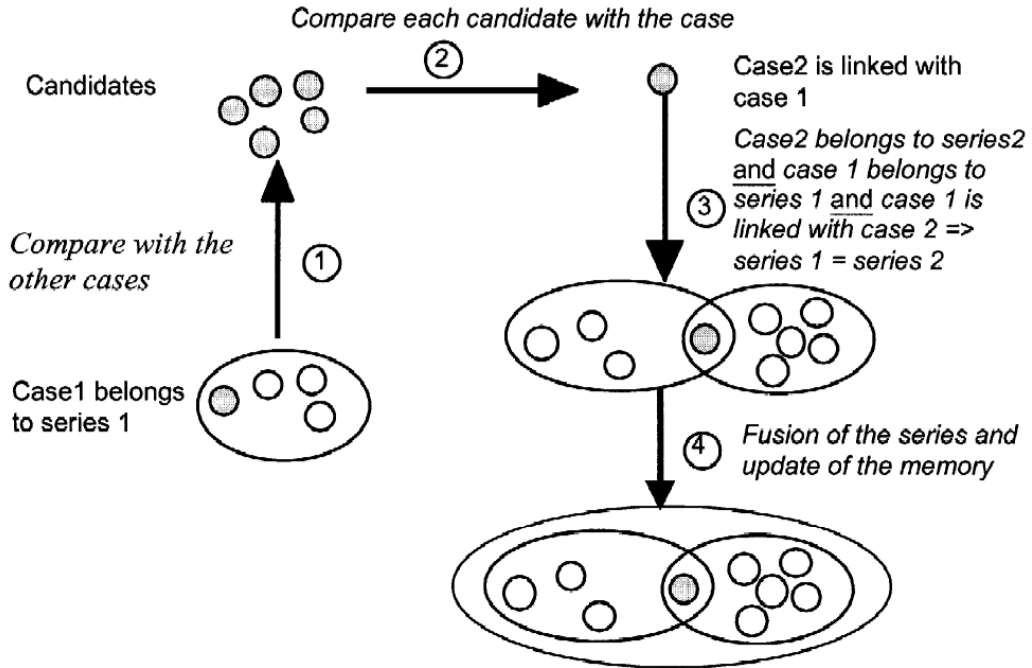 Compare each candidate with the case
2
Candidates
Case2 is linked with
case 1
Case2 belongs to series2
and case 1 belongs to
series 1 and case 1 is
linked with case 2 =>
series 1 = series 2
3
Compare with the
other cases
1
Case1 belongs
to series 1
4
Fusion of the series and
update of the memory